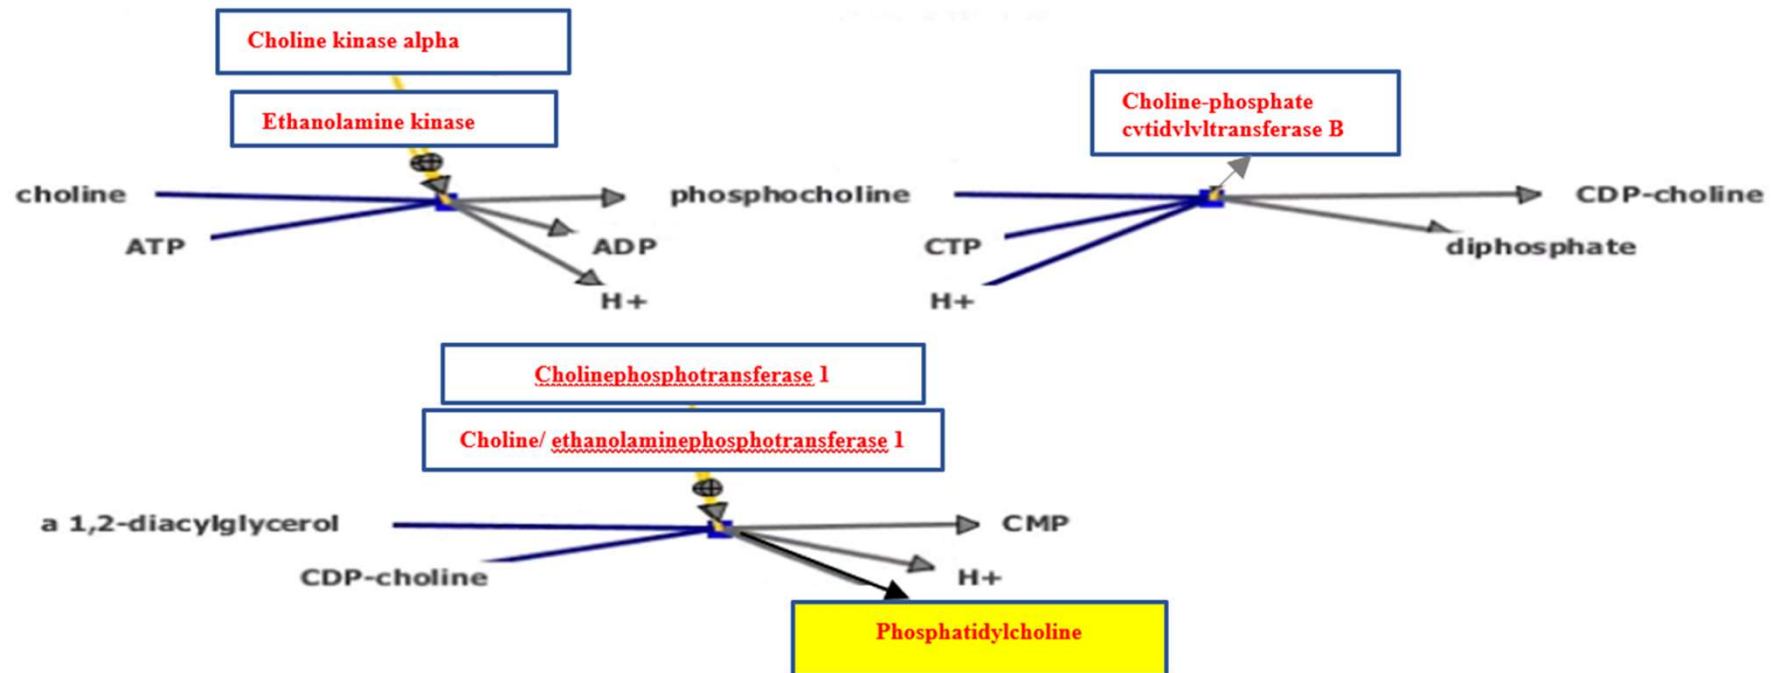 Choline kinase alpha
Ethanolamine kinase
choline
ATP
ADP
H+
Choline-phosphate
cvtidvlvltransferase B
phosphocholine
CTP
H+
CDP-choline
diphosphate
Cholinephosphotransferase 1
Choline/ ethanolaminephosphotransferase 1
a 1,2-diacylglycerol
CDP-choline
CMP
H+
Phosphatidylcholine